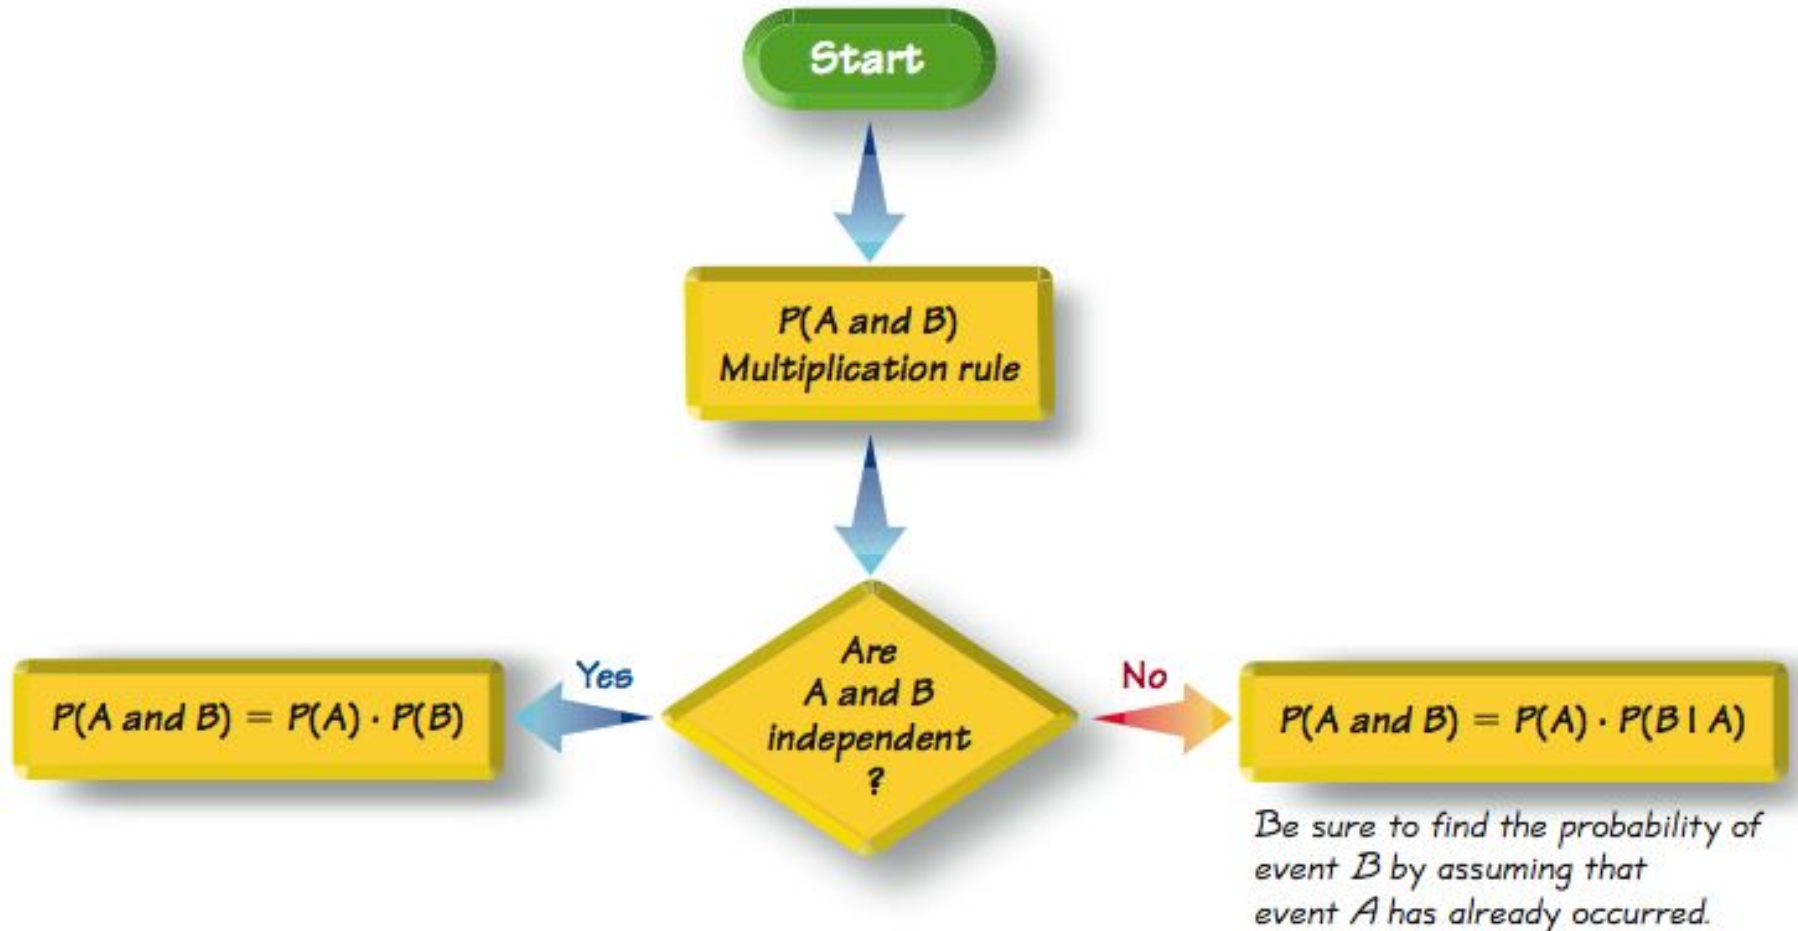 Start
P(A and B)
Multiplication rule
Are
A and B
independent
?
Yes
P(A and B) = P(A) · P(B)
No
P(A and B) = P(A) · P(B | A)
Be sure to find the probability of
event B by assuming that
event A has already occurred.